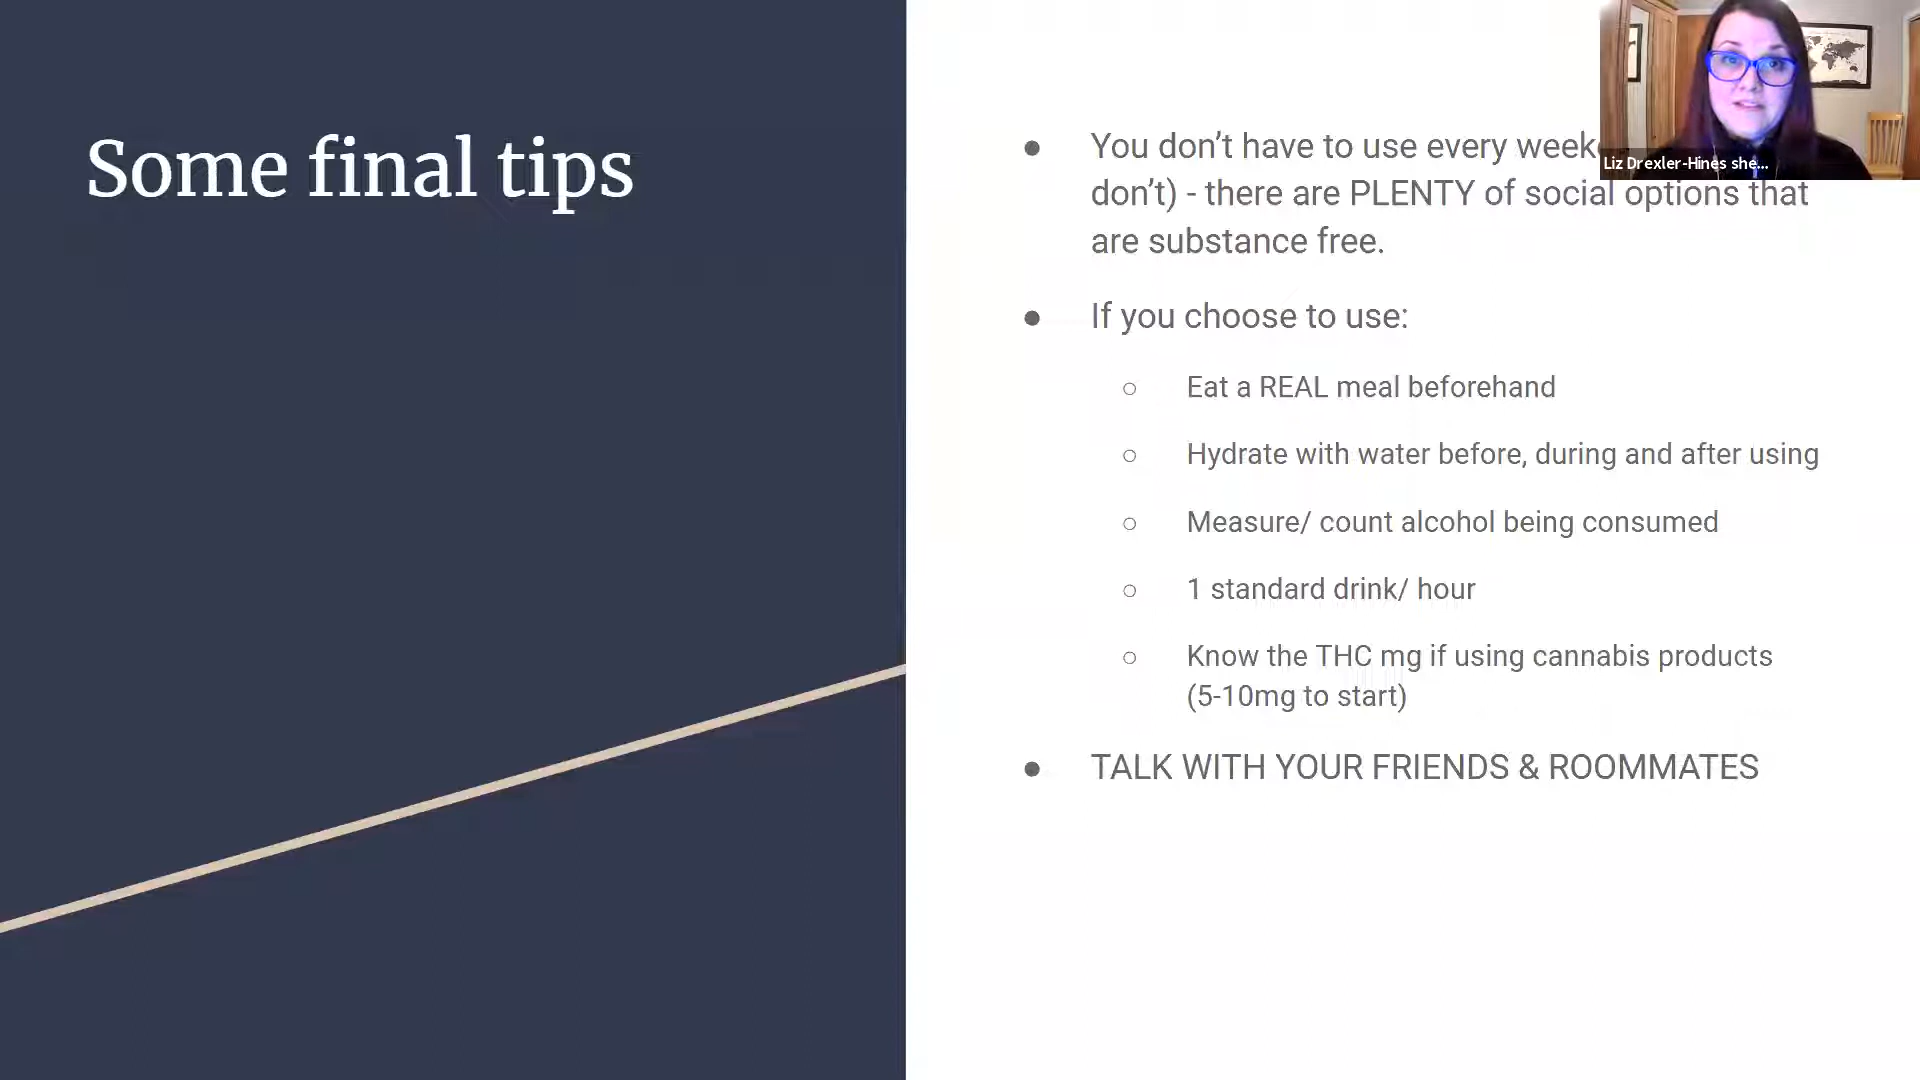 Some final tips
You don't have to use every
don't) - there are PLENTY of social options that
are substance free.
If you choose to use:
Eat a REAL meal beforehand
Hydrate with water before, during and after using
Measure/ count alcohol being consumed
1 standard drink/ hour
Know the THC mg if using cannabis products
(5-10mg to start)
TALK WITH YOUR FRIENDS & ROOMMATES
Liz Drexler-Hines she...